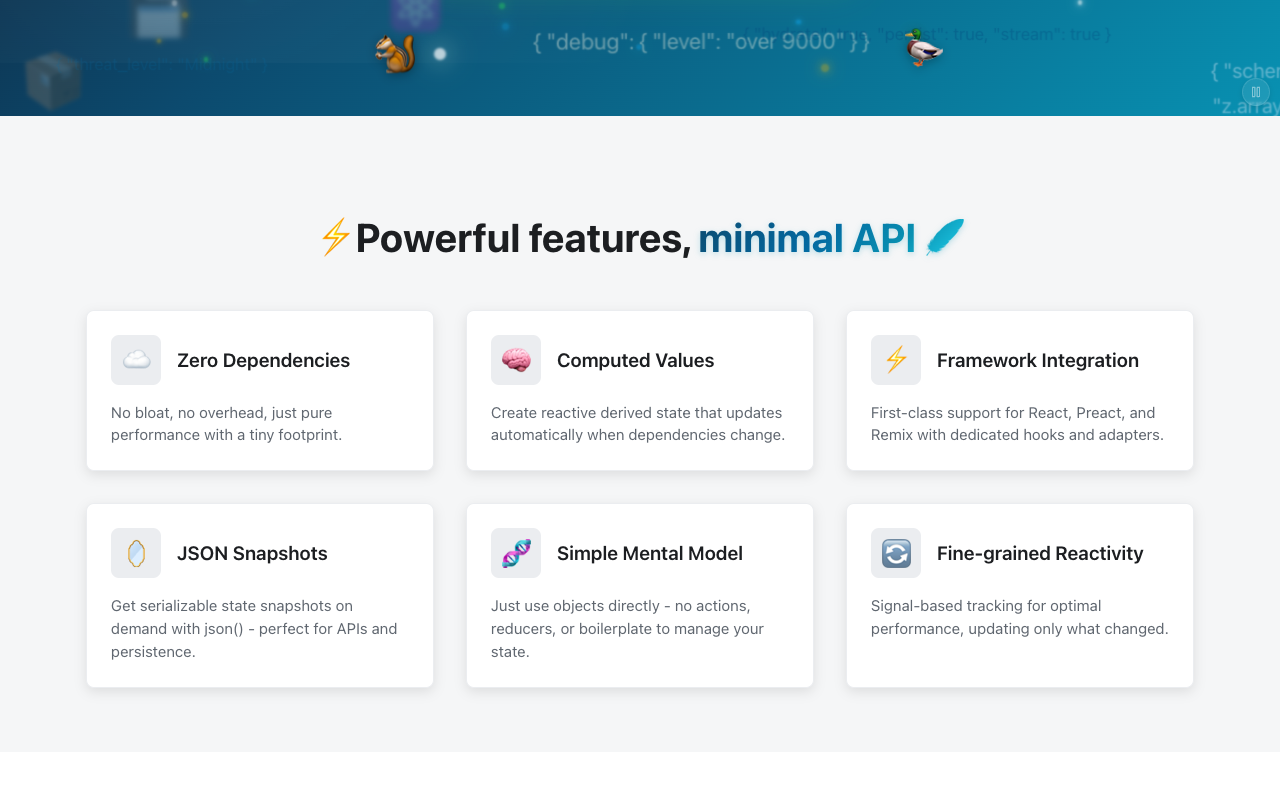 { "debug": { "level": "over 9000" } }
true, "stream": true }
{ "scher
"z.array
⚡Powerful features, minimal API
Zero Dependencies
No bloat, no overhead, just pure
performance with a tiny footprint.
Computed Values
Create reactive derived state that updates
automatically when dependencies change.
Framework Integration
First-class support for React, Preact, and
Remix with dedicated hooks and adapters.
JSON Snapshots
Get serializable state snapshots on
demand with json() - perfect for APIs and
persistence.
Simple Mental Model
Just use objects directly - no actions,
reducers, or boilerplate to manage your
state.
Fine-grained Reactivity
Signal-based tracking for optimal
performance, updating only what changed.